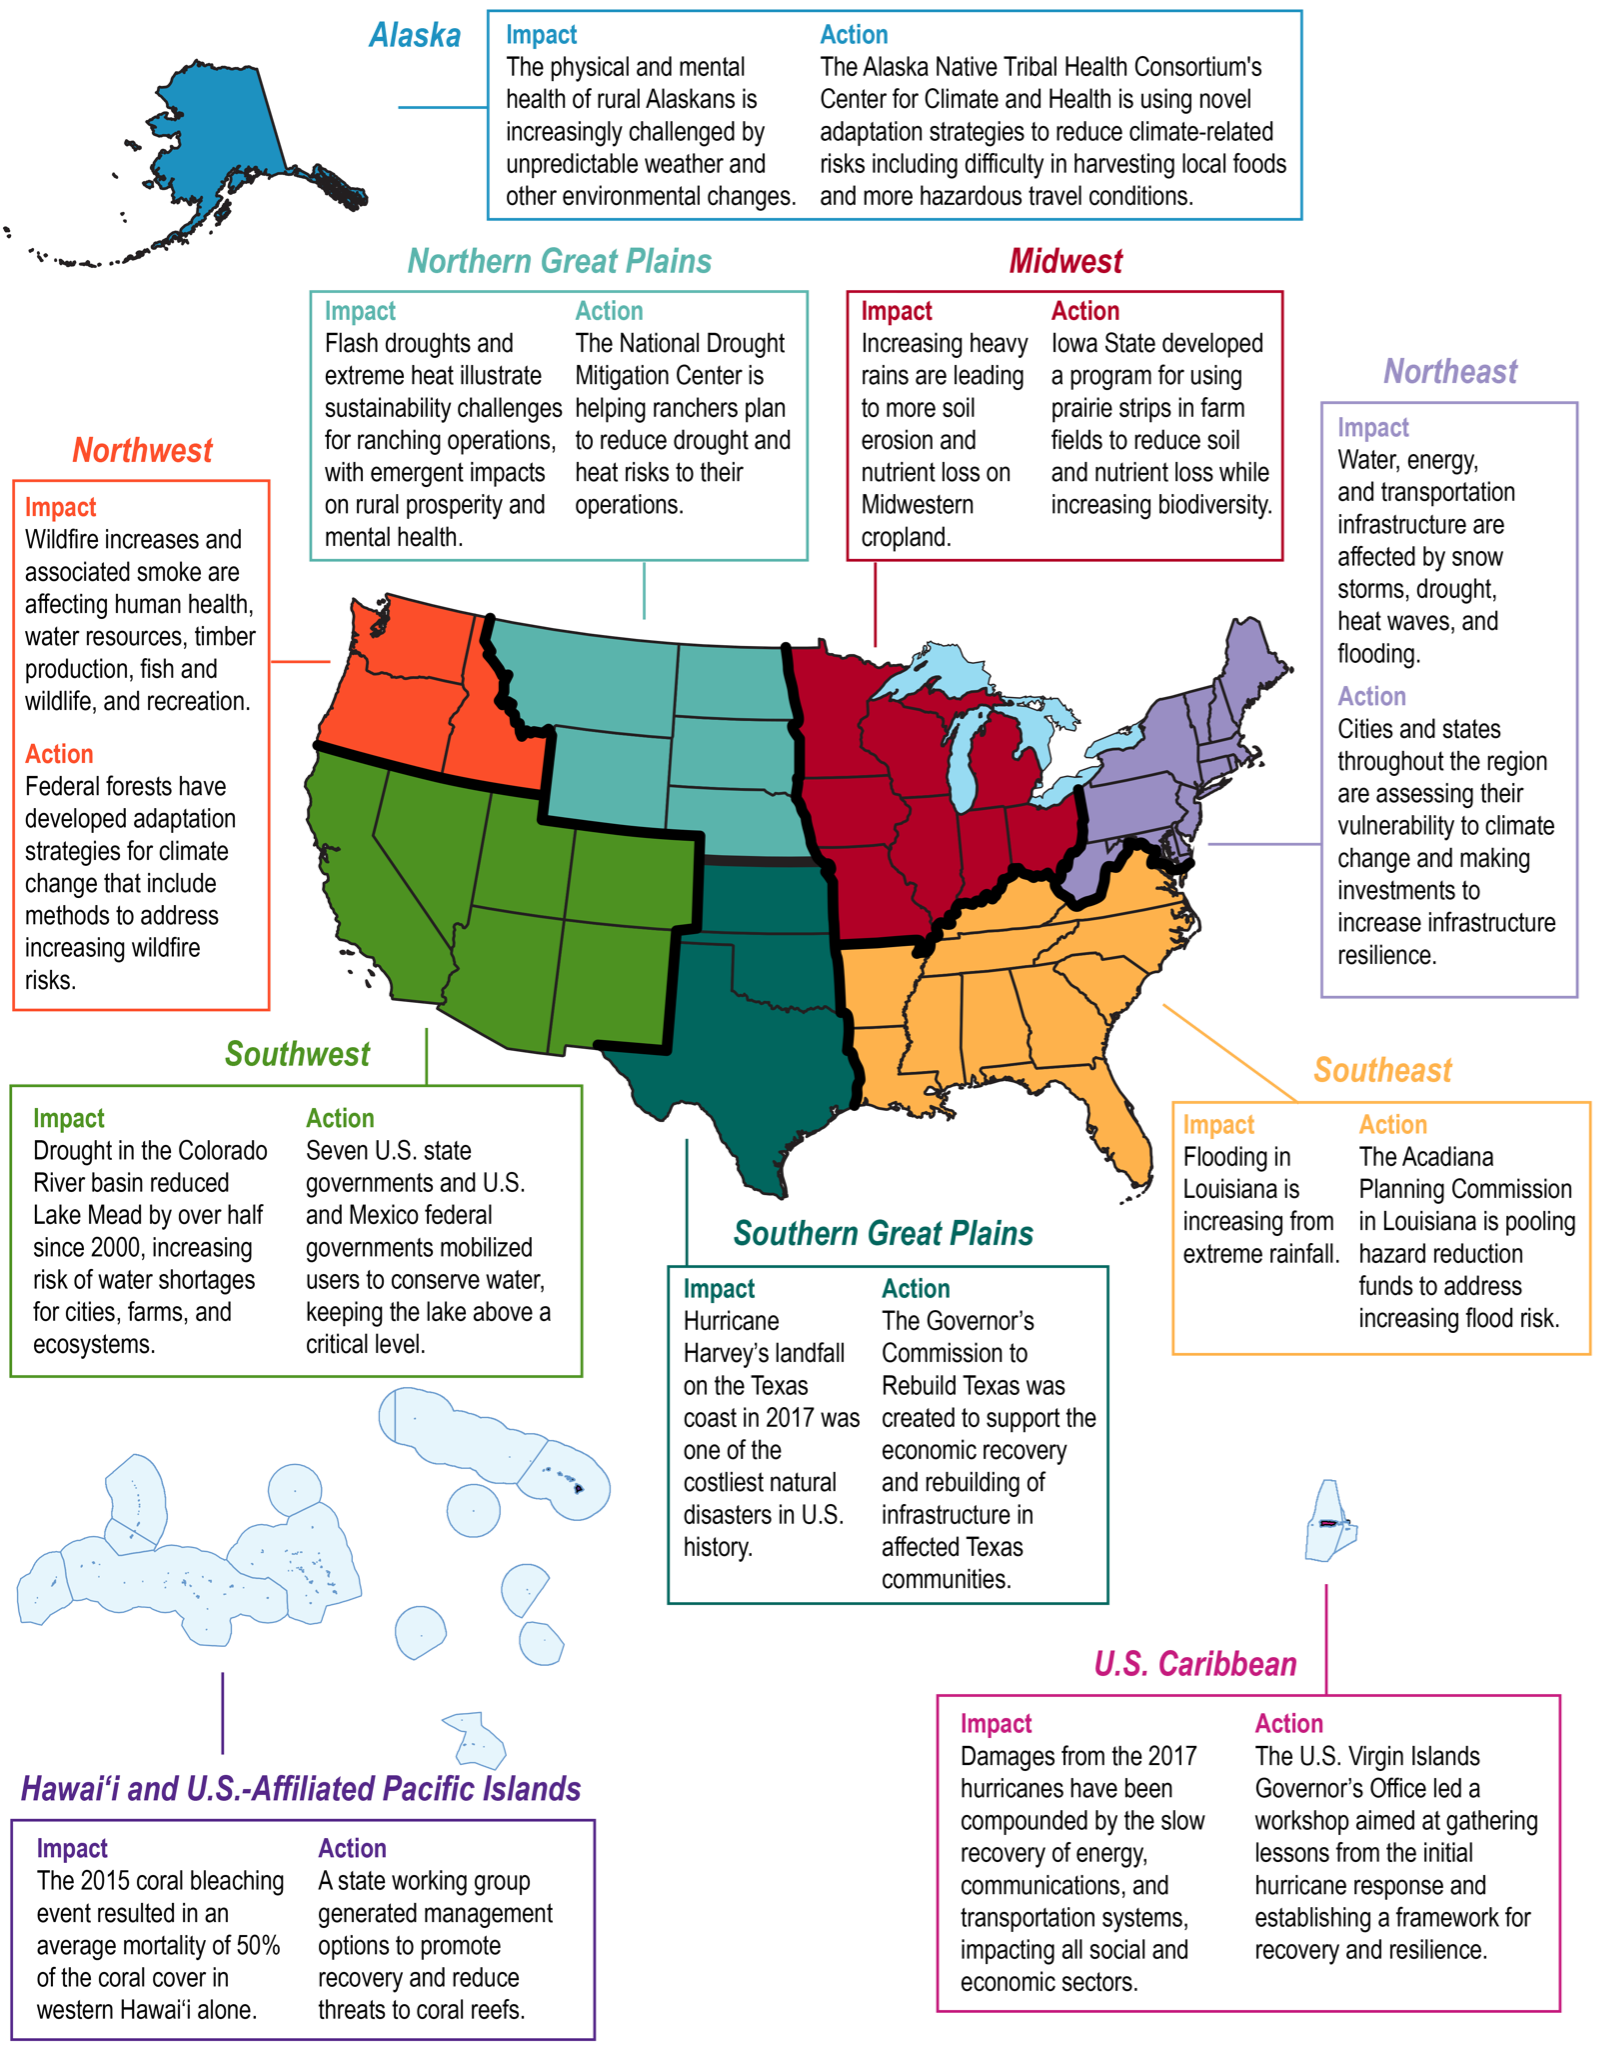 Alaska
Impact
The physical and mental
health of rural Alaskans is
increasingly challenged by
unpredictable weather and
other environmental changes.
Action
The Alaska Native Tribal Health Consortium's
Center for Climate and Health is using novel
adaptation strategies to reduce climate-related
risks including difficulty in harvesting local foods
and more hazardous travel conditions.
Northern Great Plains
Impact
Flash droughts and
extreme heat illustrate
sustainability challenges
for ranching operations,
with emergent impacts
on rural prosperity and
mental health.
Action
The National Drought
Mitigation Center is
helping ranchers plan
to reduce drought and
heat risks to their
operations.
Midwest
Impact
Increasing heavy
rains are leading
to more soil
erosion and
nutrient loss on
Midwestern
cropland.
Action
Iowa State developed
a program for using
prairie strips in farm
fields to reduce soil
and nutrient loss while
increasing biodiversity.
Northeast
Impact
Water, energy,
and transportation
infrastructure are
affected by snow
storms, drought,
heat waves, and
flooding.
Action
Cities and states
throughout the region
are assessing their
vulnerability to climate
change and making
investments to
increase infrastructure
resilience.
Northwest
Impact
Wildfire increases and
associated smoke are
affecting human health,
water resources, timber
production, fish and
wildlife, and recreation.
Action
Federal forests have
developed adaptation
strategies for climate
change that include
methods to address
increasing wildfire
risks.
Southwest
Impact
Drought in the Colorado
River basin reduced
Lake Mead by over half
since 2000, increasing
risk of water shortages
for cities, farms, and
ecosystems.
Action
Seven U.S. state
governments and U.S.
and Mexico federal
governments mobilized
users to conserve water,
keeping the lake above a
critical level.
Southeast
Impact
Flooding in
Louisiana is
increasing from
extreme rainfall.
Action
The Acadiana
Planning Commission
in Louisiana is pooling
hazard reduction
funds to address
increasing flood risk.
Southern Great Plains
Impact
Hurricane
Harvey’s landfall
on the Texas
coast in 2017 was
one of the
costliest natural
disasters in U.S.
history.
Action
The Governor’s
Commission to
Rebuild Texas was
created to support the
economic recovery
and rebuilding of
infrastructure in
affected Texas
communities.
U.S. Caribbean
Impact
Damages from the 2017
hurricanes have been
compounded by the slow
recovery of energy,
communications, and
transportation systems,
impacting all social and
economic sectors.
Action
The U.S. Virgin Islands
Governor’s Office led a
workshop aimed at gathering
lessons from the initial
hurricane response and
establishing a framework for
recovery and resilience.
Hawai‘i and U.S.-Affiliated Pacific Islands
Impact
The 2015 coral bleaching
event resulted in an
average mortality of 50%
of the coral cover in
western Hawai‘i alone.
Action
A state working group
generated management
options to promote
recovery and reduce
threats to coral reefs.